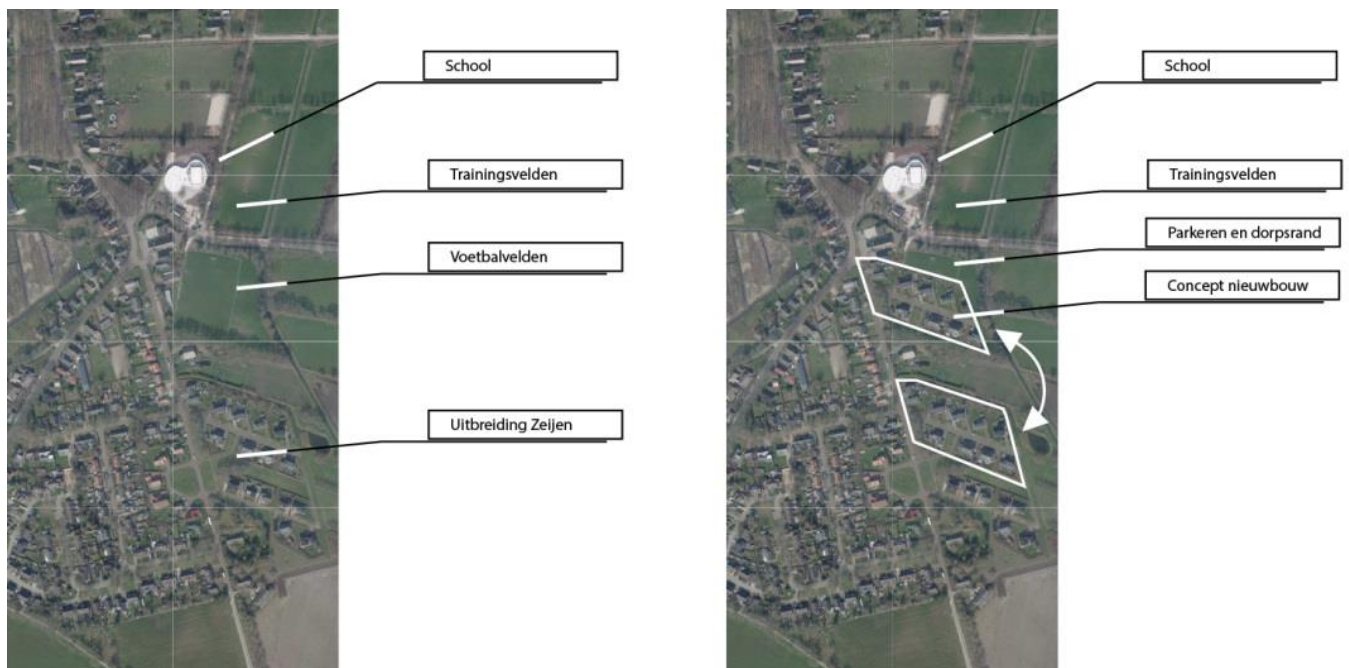 School
Trainingsvelden
Voetbalvelden
Uitbreiding Zeijen
School
Trainingsvelden
Parkeren en dorpsrand
Concept nieuwbouw